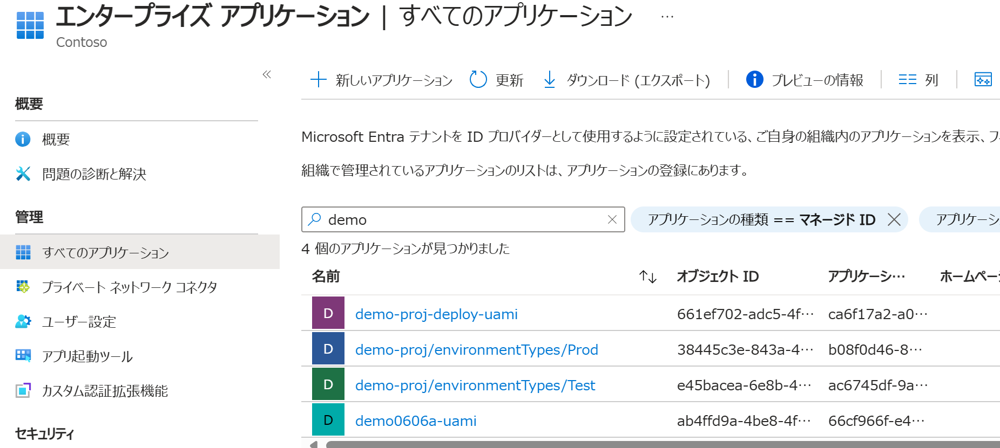 エンタープライズ アプリケーション | すべてのアプリケーション ...
Contoso
«
概要
概要
問題の診断と解決
管理
すべてのアプリケーション
プライベート ネットワーク コネクタ
ユーザー設定
アプリ起動ツール
カスタム認証拡張機能
セキュリティ
新しいアプリケーション 更新 ダウンロード (エクスポート) プレビューの情報 列
Microsoft Entra テナントを ID プロバイダーとして使用するように設定されている、ご自身の組織内のアプリケーションを表示、フ
組織で管理されているアプリケーションのリストは、アプリケーションの登録にあります。
demo アプリケーションの種類 == マネージド ID アプリケーシ
4 個のアプリケーションが見つかりました
名前 オブジェクト ID アプリケーシ… ホームページ
D demo-proj-deploy-uami 661ef702-adc5-4f… ca6f17a2-a0…
D demo-proj/environmentTypes/Prod 38445c3e-843a-4… b08f0d46-8…
D demo-proj/environmentTypes/Test e45bacea-6e8b-4… ac6745df-9a…
D demo0606a-uami ab4ffd9a-4be8-4f… 66cf966f-e4…